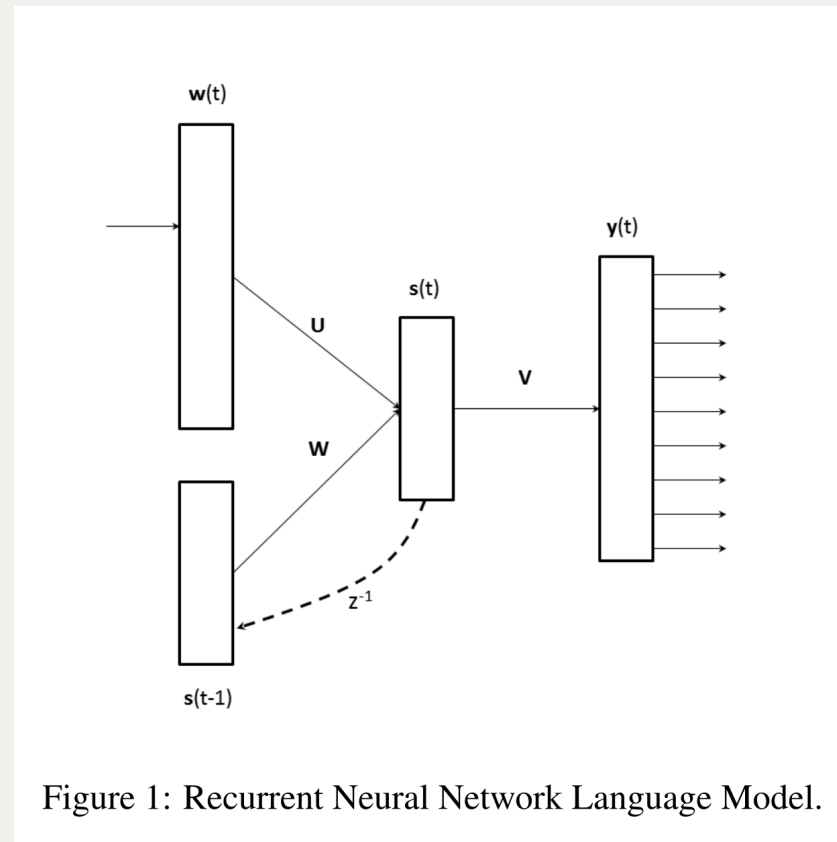 w(t)
y(t)
s(t)
U
V
W
z⁻¹
s(t-1)
Figure 1: Recurrent Neural Network Language Model.